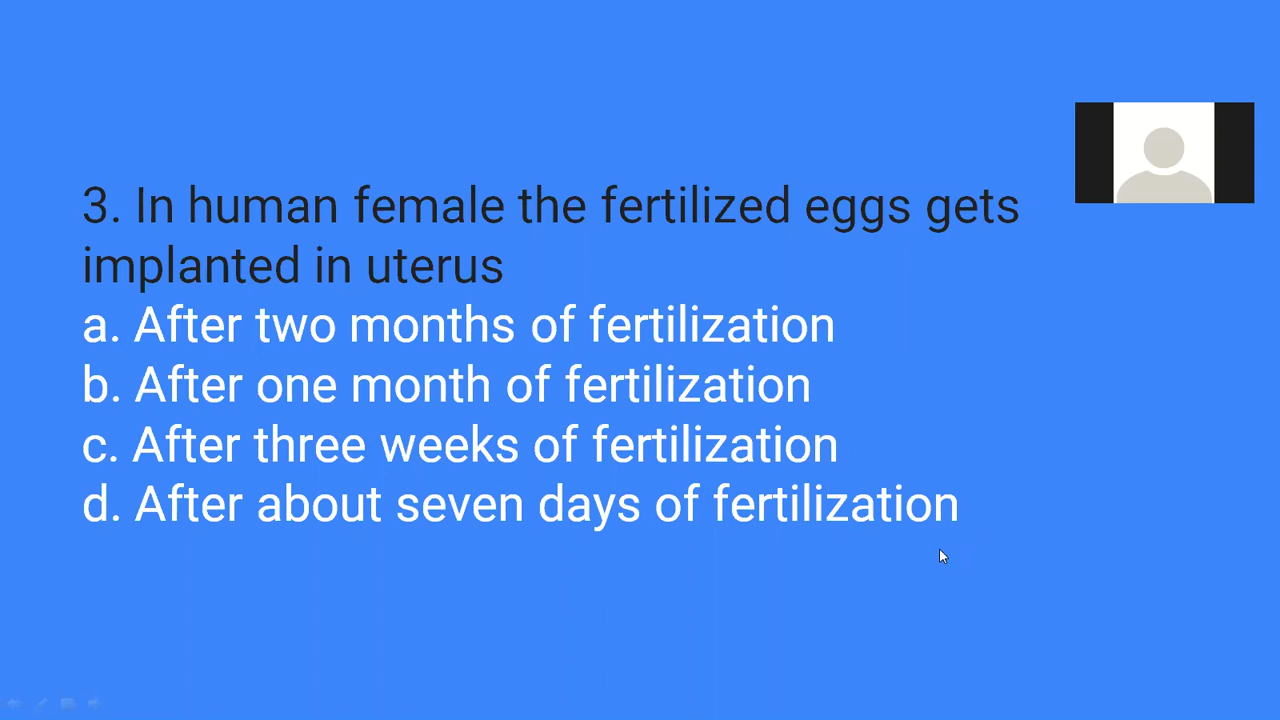 3. In human female the fertilized eggs gets
implanted in uterus
a. After two months of fertilization
b. After one month of fertilization
c. After three weeks of fertilization
d. After about seven days of fertilization